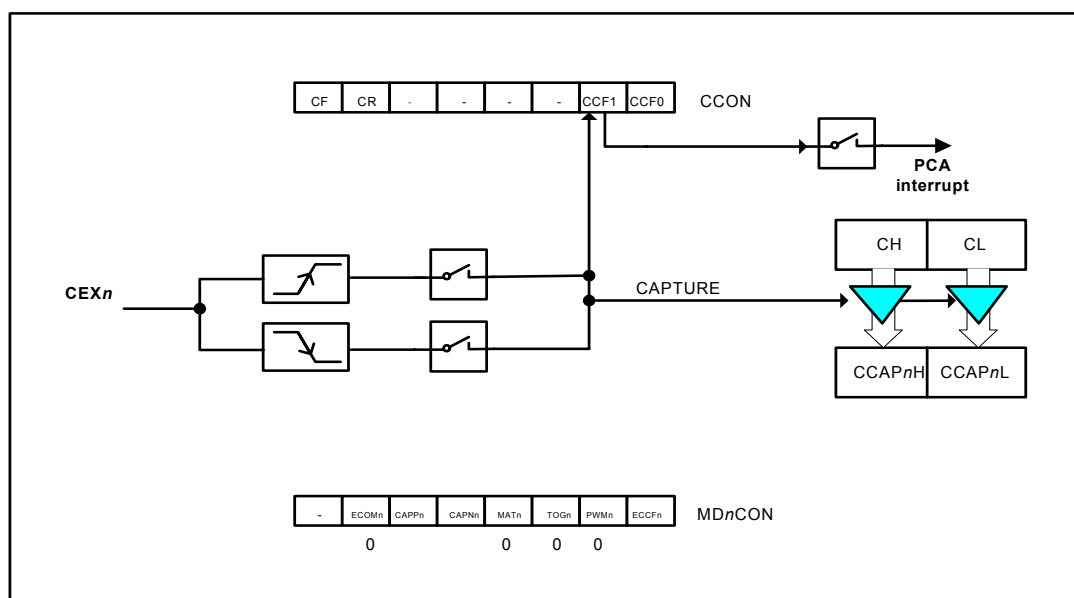 CF CR - - - - CCF1 CCF0 CCON
PCA
interrupt
CH CL
CEXn
CAPTURE
CCAPnH CCAPnL
- ECOMn CAPPn CAPNn MATn TOGn PWMn ECCFn MDnCON
0 0 0 0